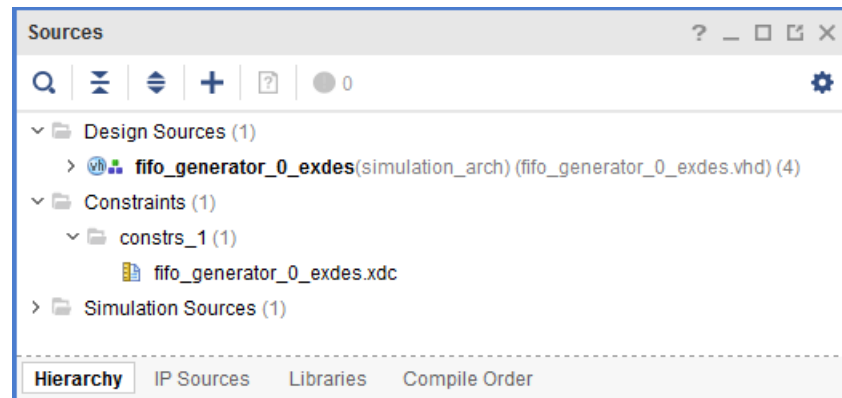 Sources
0
Design Sources (1)
fifo_generator_0_exdes(simulation_arch) (fifo_generator_0_exdes.vhd) (4)
Constraints (1)
constrs_1 (1)
fifo_generator_0_exdes.xdc
Simulation Sources (1)
Hierarchy IP Sources Libraries Compile Order